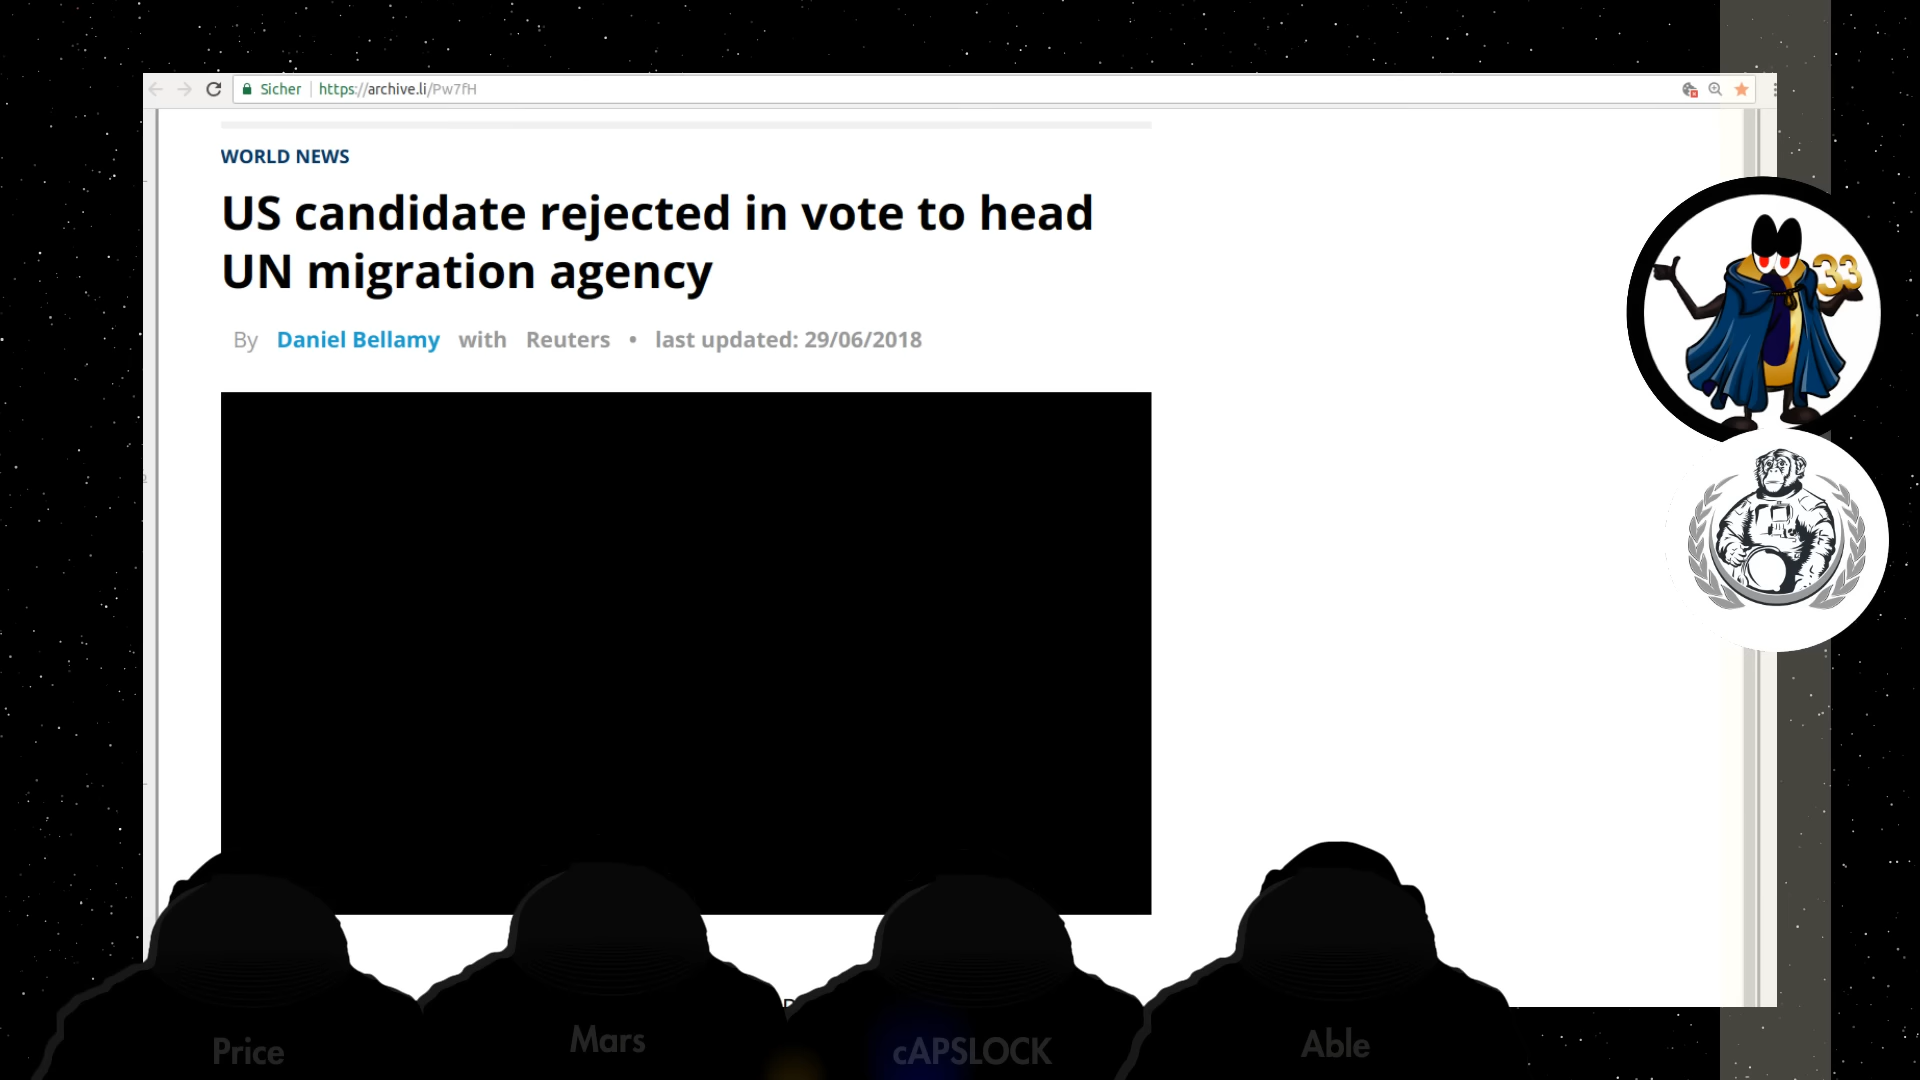 Sicher https://archive.li/Pw7fH
WORLD NEWS
US candidate rejected in vote to head
UN migration agency
By Daniel Bellamy with Reuters • last updated: 29/06/2018
33
Price
Mars
cAPSLOCK
Able